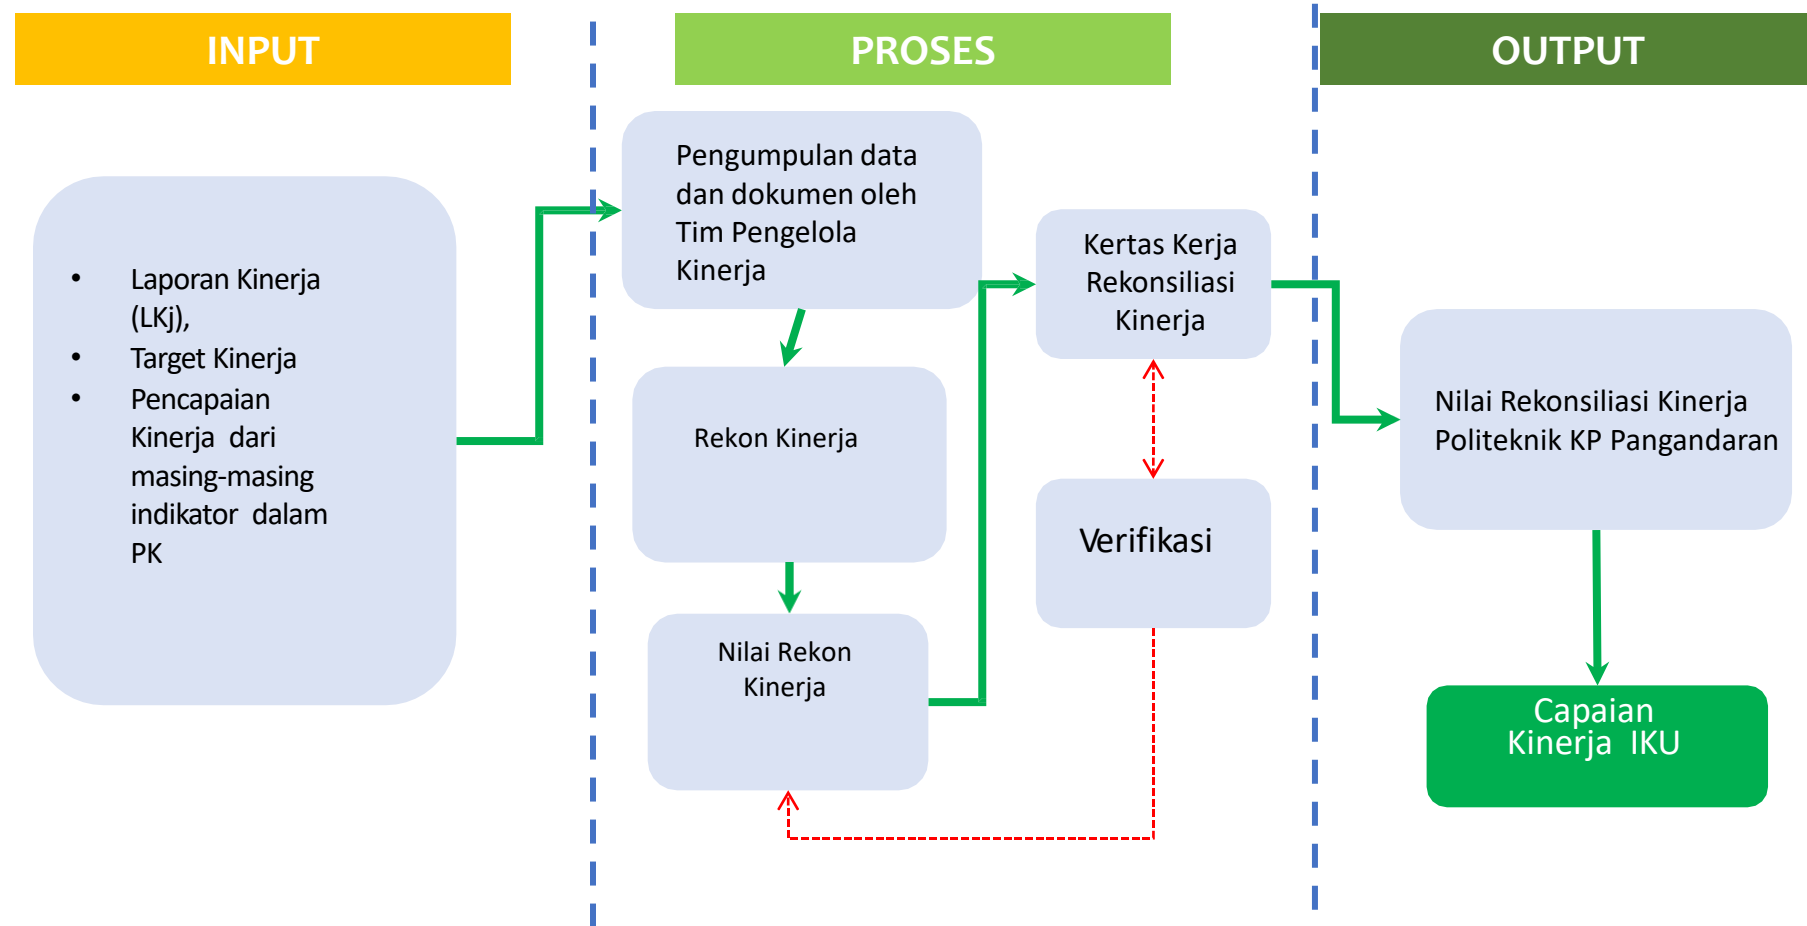 INPUT
PROSES
OUTPUT
• Laporan Kinerja
(LKj),
• Target Kinerja
• Pencapaian
Kinerja dari
masing-masing
indikator dalam
PK
Pengumpulan data
dan dokumen oleh
Tim Pengelola
Kinerja
Rekon Kinerja
Nilai Rekon
Kinerja
Kertas Kerja
Rekonsiliasi
Kinerja
Verifikasi
Nilai Rekonsiliasi Kinerja
Politeknik KP Pangandaran
Capaian
Kinerja IKU